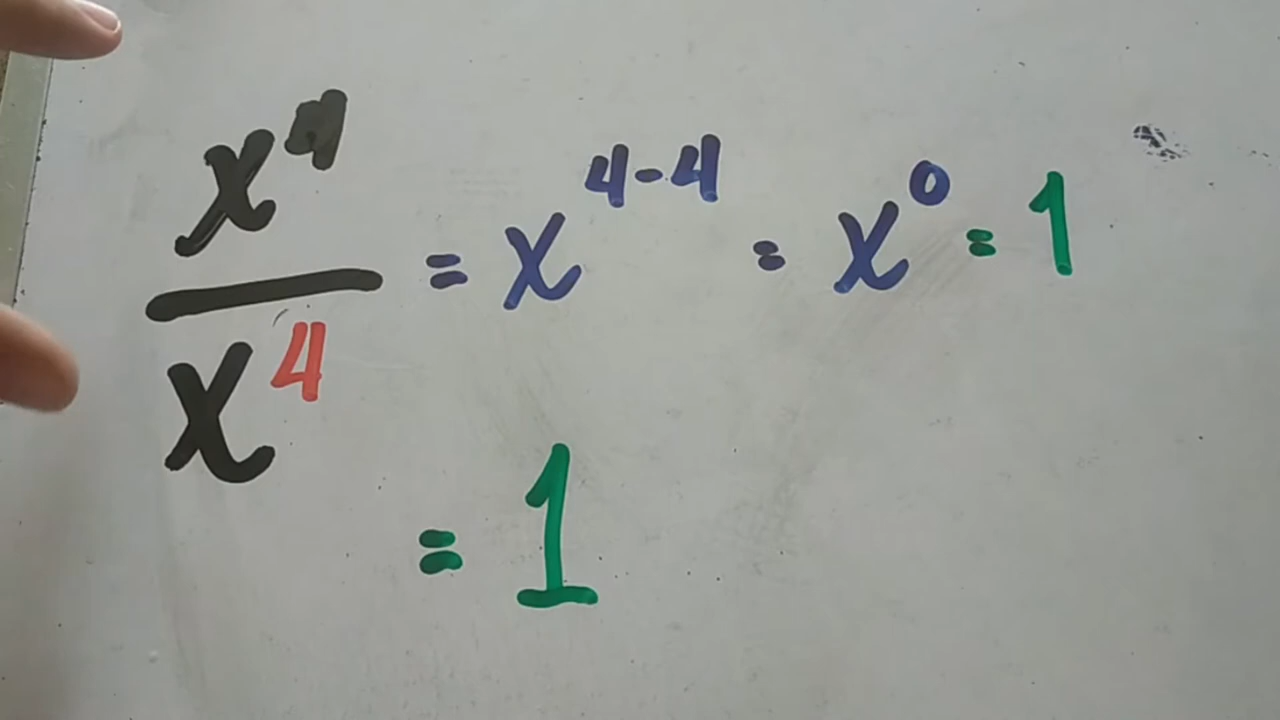 x⁴/x⁴ = x⁴⁻⁴ = x⁰ = 1
= 1